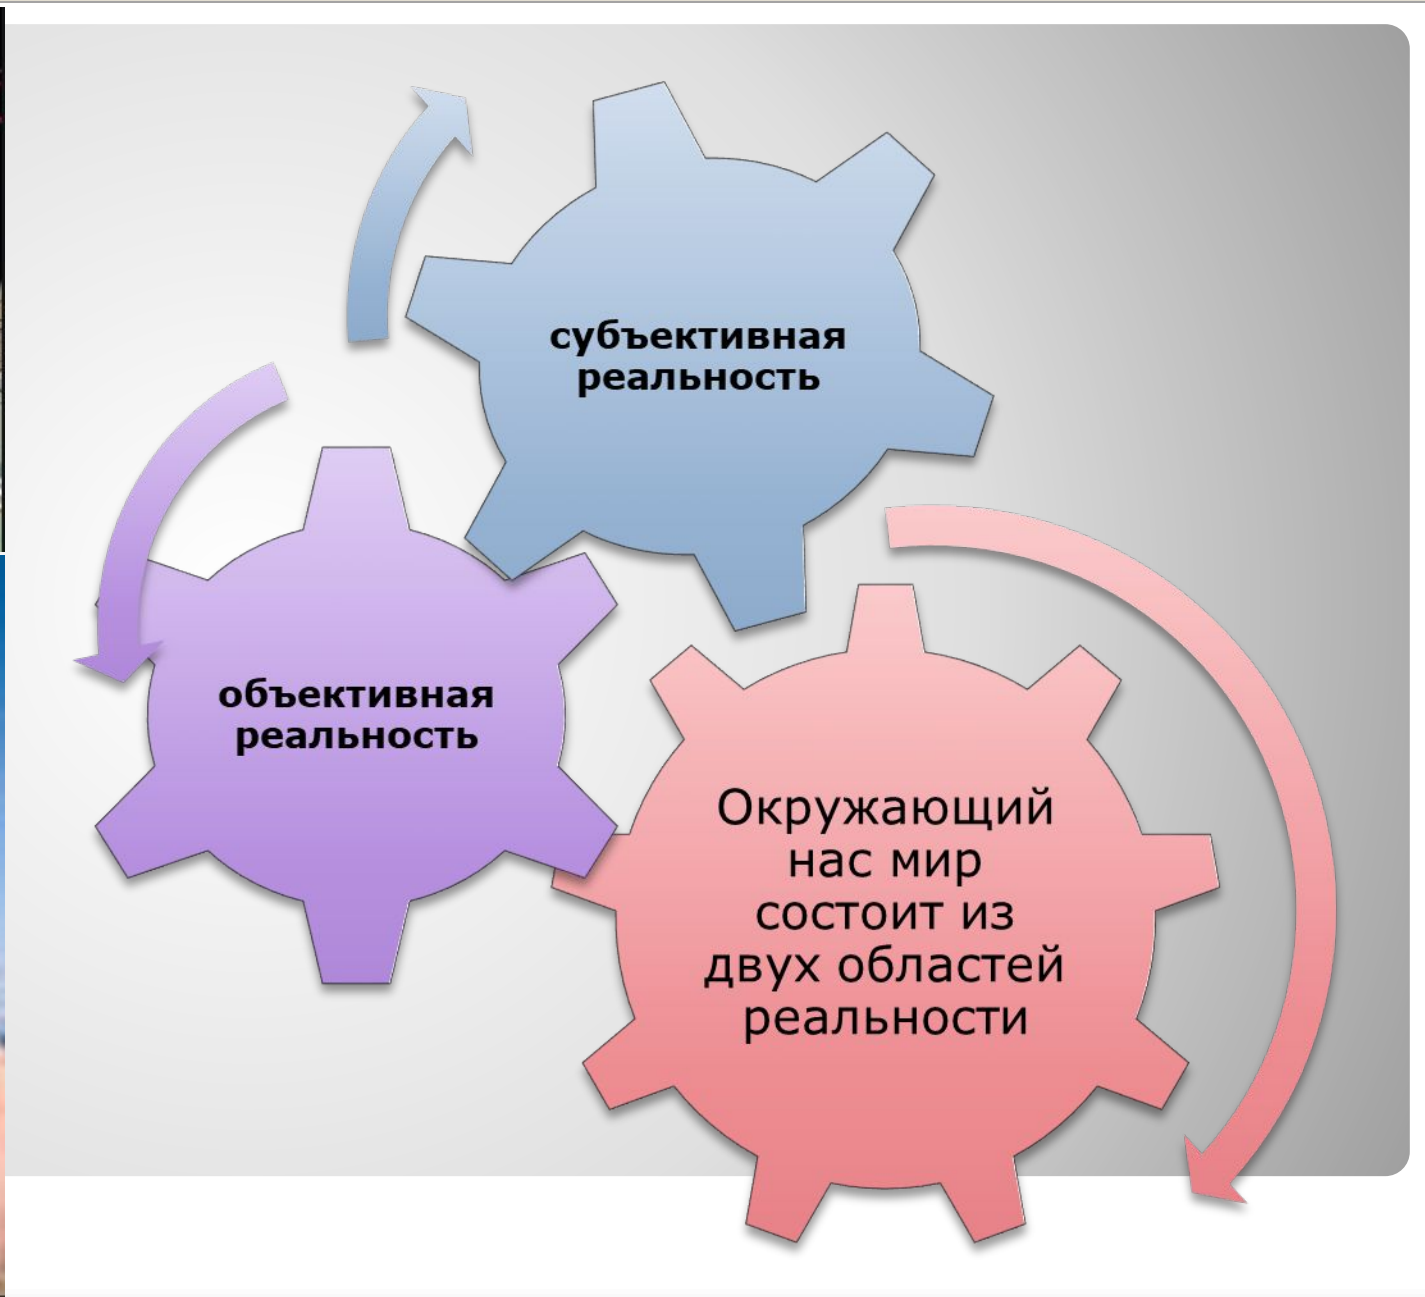 субъективная
реальность
объективная
реальность
Окружающий
нас мир
состоит из
двух областей
реальности